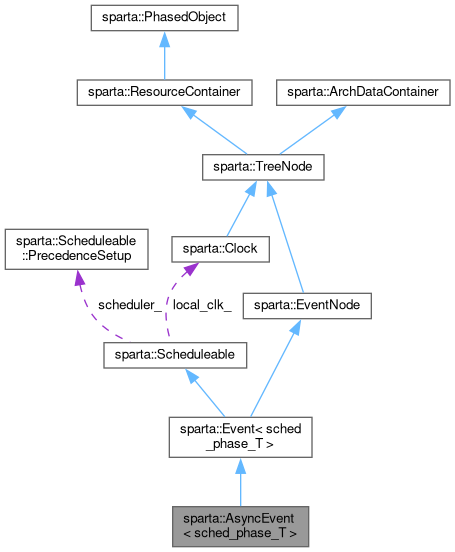 sparta::PhasedObject
sparta::ResourceContainer
sparta::ArchDataContainer
sparta::TreeNode
sparta::Scheduleable
::PrecedenceSetup
sparta::Clock
sparta::EventNode
scheduler_
local_clk_
sparta::Scheduleable
sparta::Event< sched
_phase_T >
sparta::AsyncEvent
< sched_phase_T >